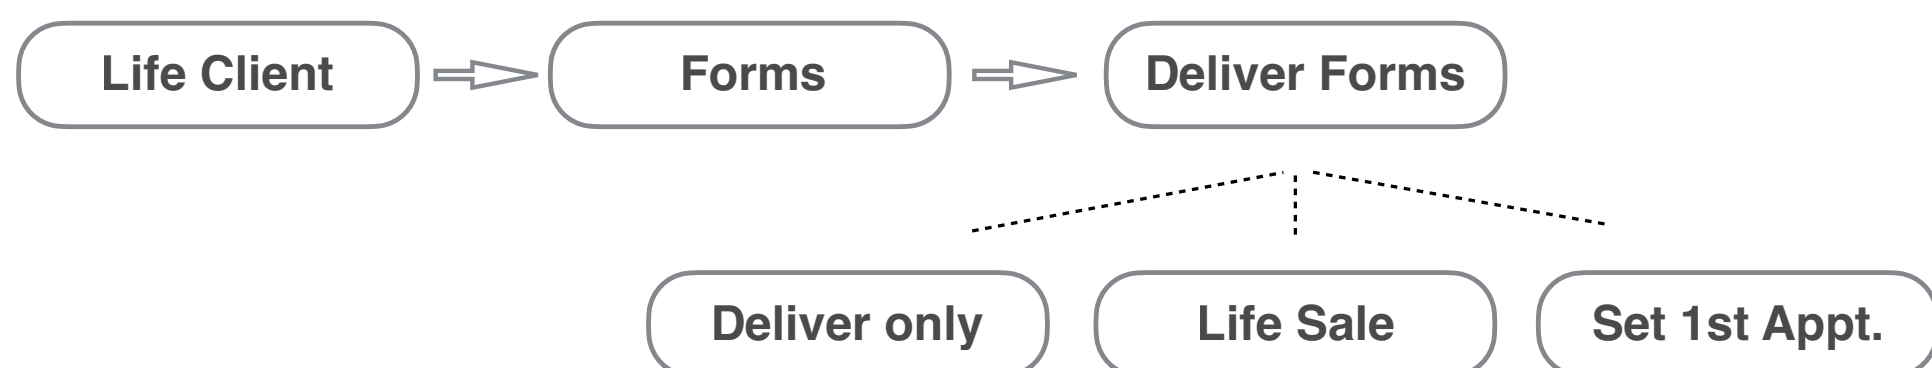 Life Client
Forms
Deliver Forms
Deliver only
Life Sale
Set 1st Appt.